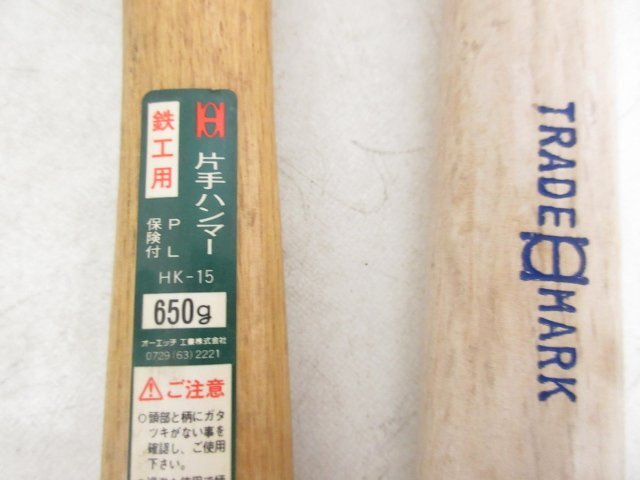 鉄工用
片手ハンマー
PL
保険付
HK-15
650g
オーエッチ工業株式会社
0729(63)2221
ご注意
○頭部と柄にガタ
ツキがない事を
確認し、ご使用
下さい。
TRADE MARK